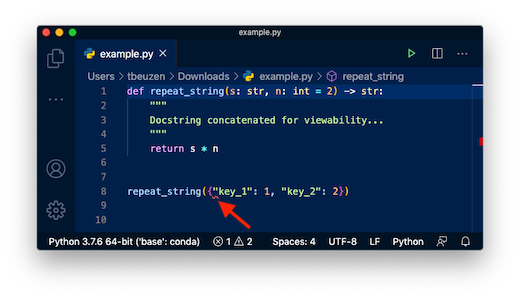 example.py
example.py
Users > tbeuzen > Downloads > example.py > repeat_string
1 def repeat_string(s: str, n: int = 2) -> str:
2 """
3 Docstring concatenated for viewability...
4 """
5 return s * n
6
7
8 repeat_string({"key_1": 1, "key_2": 2})
9
10
Python 3.7.6 64-bit ('base': conda) 1 2 Spaces: 4 UTF-8 LF Python